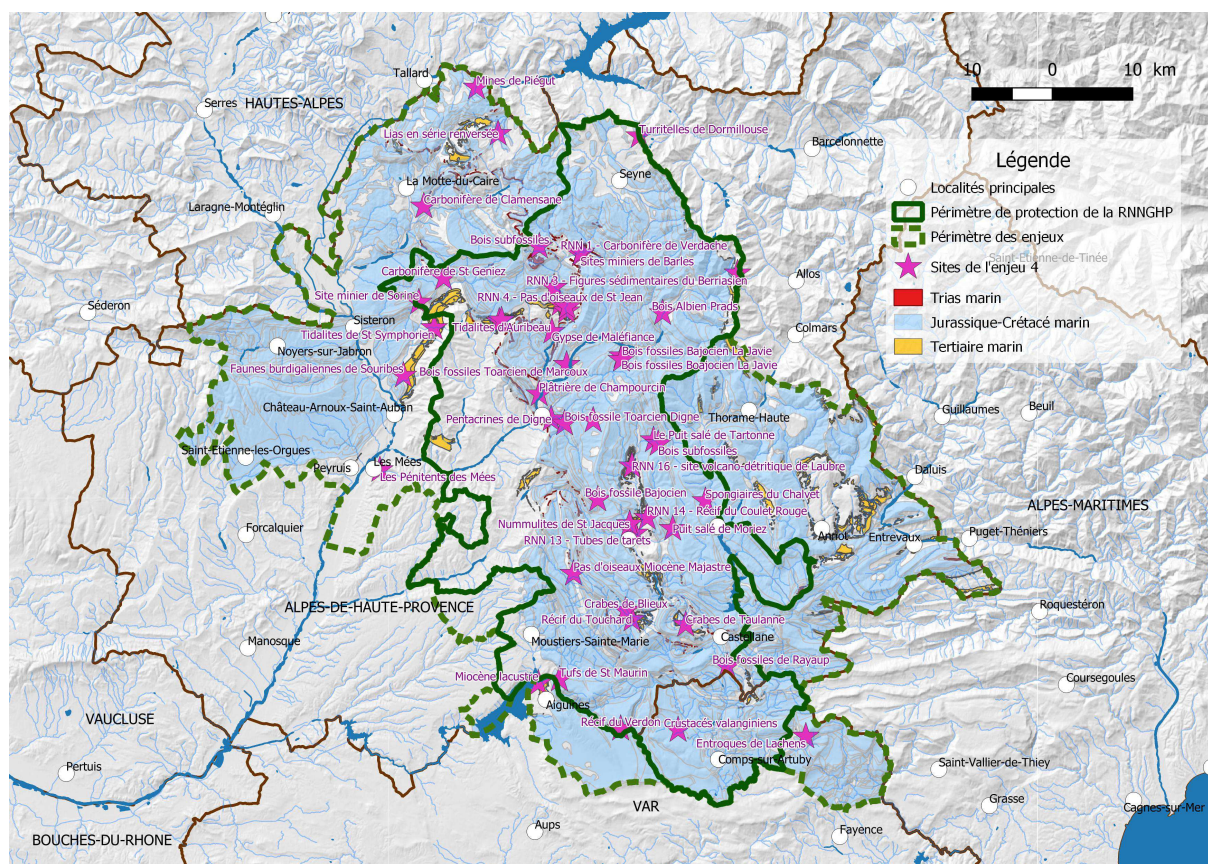 10 0 10 km
Tallard
Mines de Piégut
Serres
HAUTES-ALPES
Lias en série renversée
Turritelles de Dormillouse
Barcelonnette
Légende
Localités principales
Périmètre de protection de la RNNGHP
Périmètre des enjeux
Saint-Etienne-de-Tinée
Sites de l'enjeu 4
Trias marin
Jurassique-Crétacé marin
Tertiaire marin
Seyne
La Motte-du-Caire
Carbonifère de Clamensane
Laragne-Montéglin
Bois subfossiles
RNN 1 - Carbonifère de Verdache
Sites miniers de Barles
Carbonifère de St Geniez
RNN 3 - Figures sédimentaires du Berriasien
Allos
Site minier de Soriné
RNN 4 - Pas d'oiseaux de St Jean
Bois Albien Prads
Séderon
Sisteron
Tidalites de St Symphorien
Tidalites d'Auribeau
Gypse de Maléfiance
Colmars
Noyers-sur-Jabron
Bois fossiles Bajocien La Javie
Bois fossiles Boajocien La Javie
Faunes burdigaliennes de Souribes
Bois fossiles Toarcien de Marcoux
Plâtrière de Champourcin
Château-Arnoux-Saint-Auban
Pentacrines de Digne
Bois fossile Toarcien Digne
Thorame-Haute
Guillaumes
Beuil
Le Puit salé de Tartonne
Bois subfossiles
Saint-Etienne-les-Orgues
Peyruis
Les Mées
Les Pénitents des Mées
RNN 16 - site volcano-détritique de Laubre
Daluis
Bois fossile Bajocien
Spongiaires du Chalvet
ALPES-MARITIMES
RNN 14 - Récif du Coulet Rouge
Nummulites de St Jacques
Puit salé de Moriez
Forcalquier
RNN 13 - Tubes de tarets
Annot
Entrevaux
Puget-Théniers
Pas d'oiseaux Miocène Majastre
ALPES-DE-HAUTE-PROVENCE
Crabes de Blieux
Récif du Touchard
Crabes de Taulanne
Roquestéron
Manosque
Moustiers-Sainte-Marie
Castellane
Bois fossiles de Rayaup
Miocène lacustre
Tufs de St Maurin
Coursegoules
Aiguines
VAUCLUSE
Récif du Verdon
Crustacés valanginiens
Entroques de Lachens
Comps-sur-Artuby
Pertuis
Saint-Vallier-de-Thiey
VAR
Grasse
Cagnes-sur-Mer
Aups
Fayence
BOUCHES-DU-RHONE